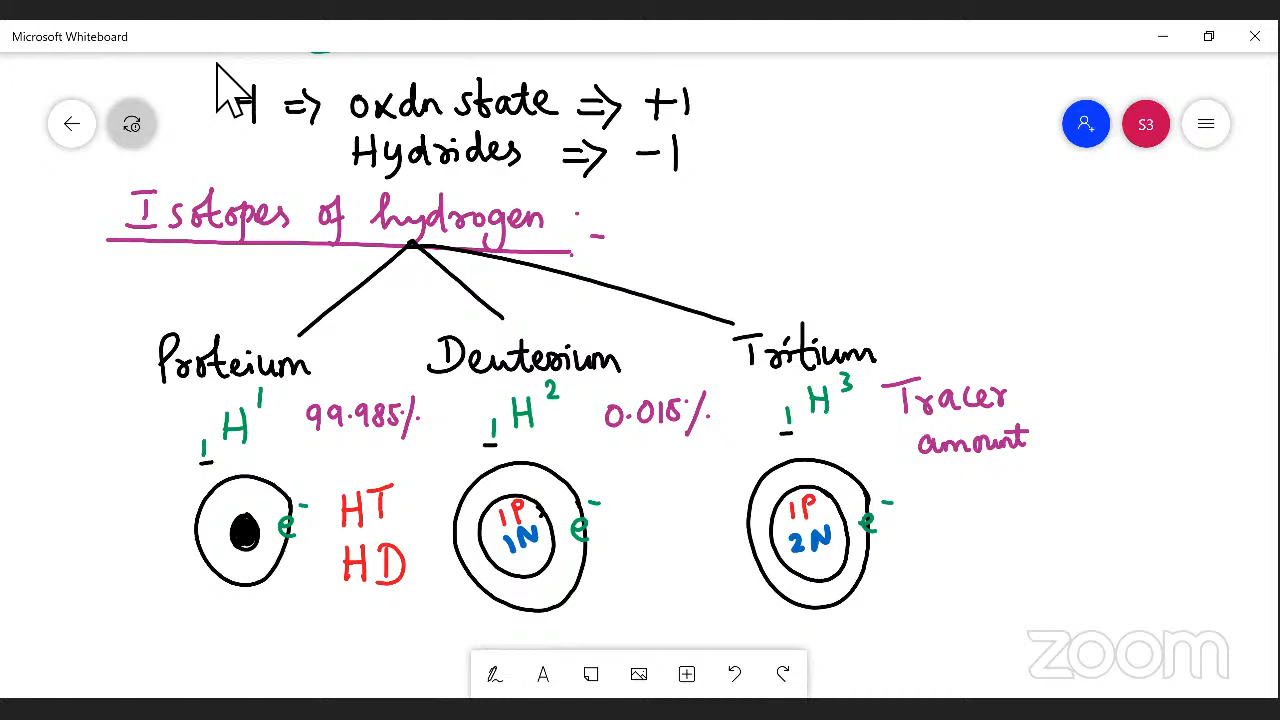 Microsoft Whiteboard
H => oxdn state => +1
Hydrides => -1
S3
Isotopes of hydrogen :-
Proteium Deuterium Tritium
₁H¹ 99.985% ₁H² 0.015% ₁H³ Tracer
amount
e⁻ HT 1P e⁻ 1P e⁻
HD 1N 2N
zoom
A